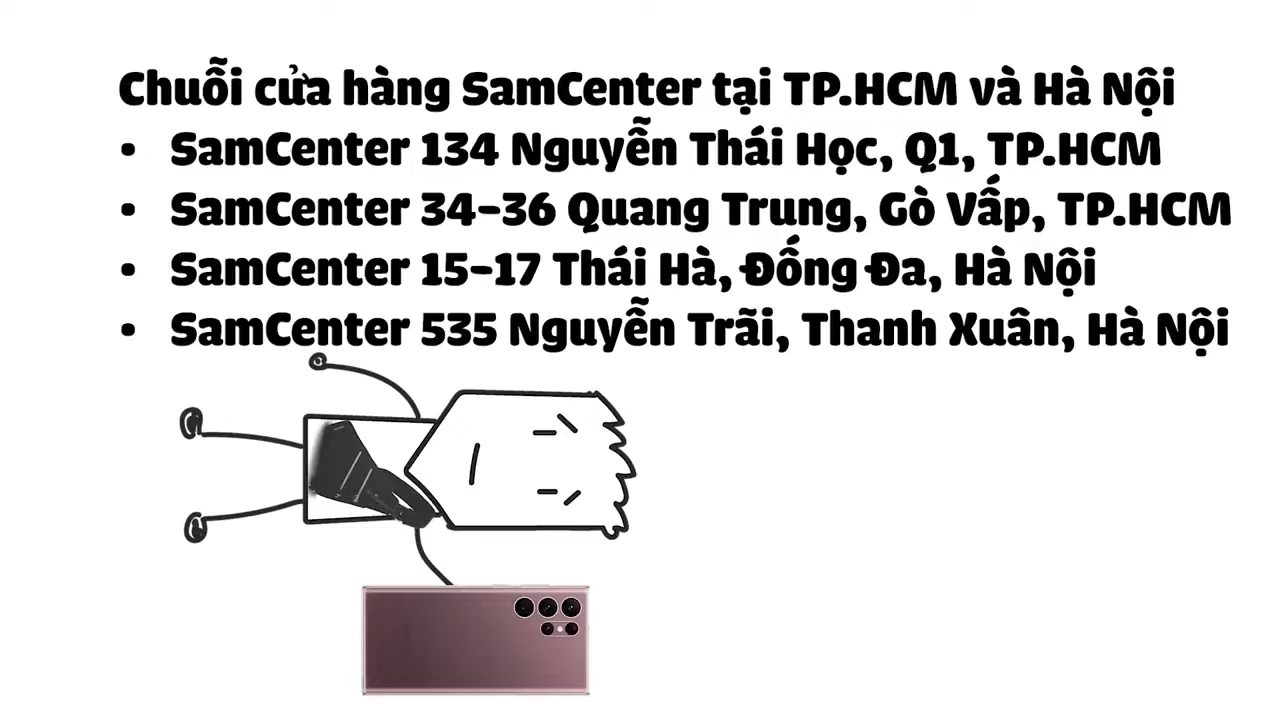 Chuỗi cửa hàng SamCenter tại TP.HCM và Hà Nội
• SamCenter 134 Nguyễn Thái Học, Q1, TP.HCM
• SamCenter 34-36 Quang Trung, Gò Vấp, TP.HCM
• SamCenter 15-17 Thái Hà, Đống Đa, Hà Nội
• SamCenter 535 Nguyễn Trãi, Thanh Xuân, Hà Nội